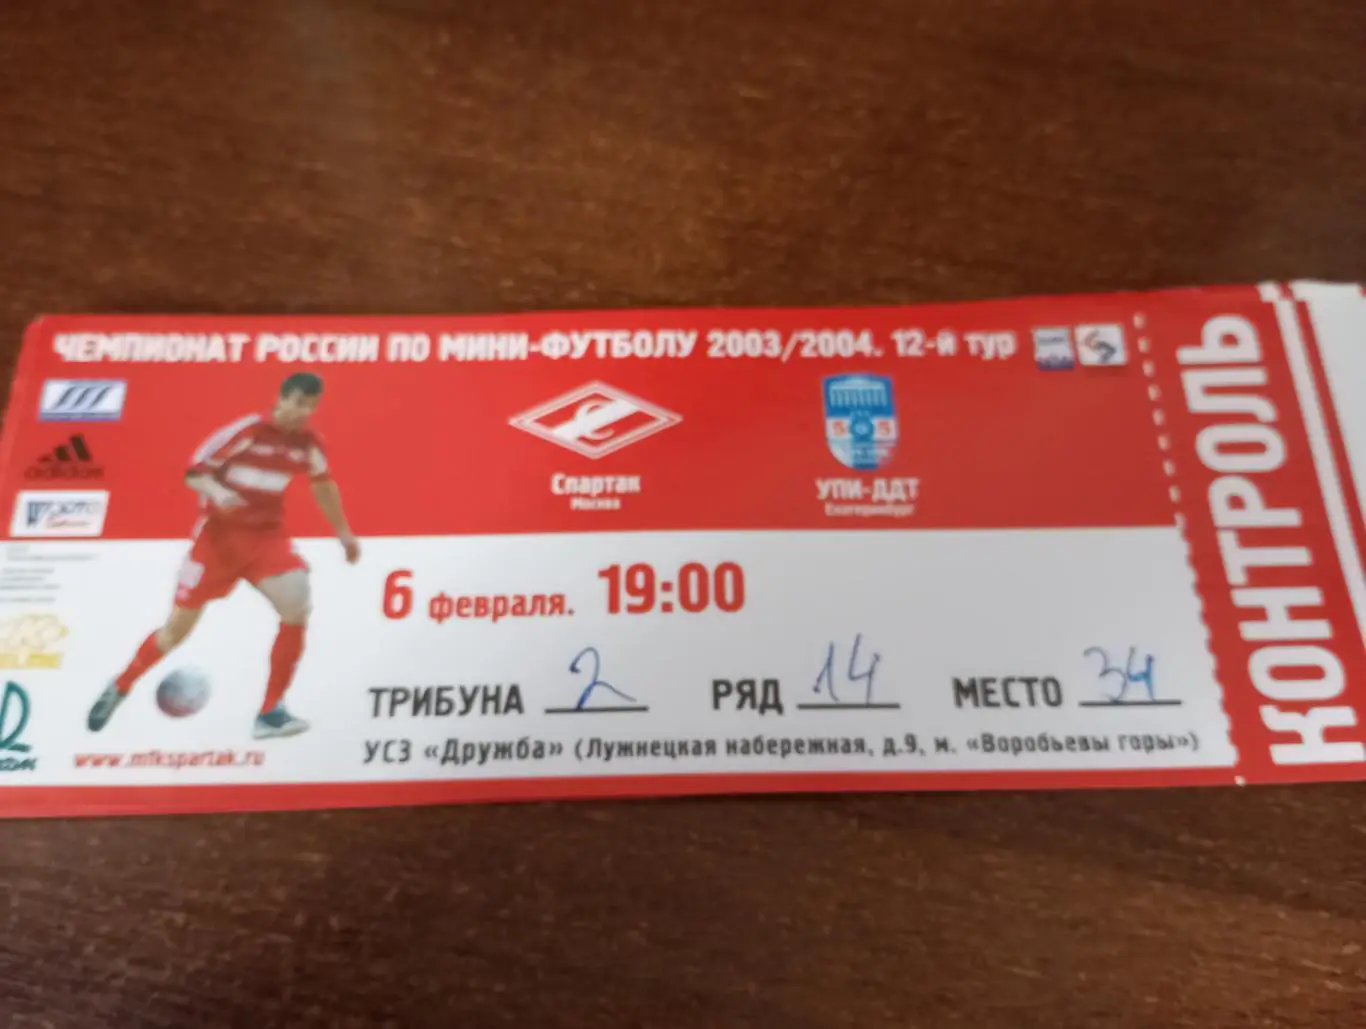 ЧЕМПИОНАТ РОССИИ ПО МИНИ-ФУТБОЛУ 2003/2004. 12-й тур
adidas
Спартак
Москва
УПИ-ДДТ
Екатеринбург
6 февраля. 19:00
ТРИБУНА 2 РЯД 14 МЕСТО 34
УСЗ «Дружба» (Лужнецкая набережная, д.9, м. «Воробьевы горы»)
www.mfkspartak.ru
КОНТРОЛЬ